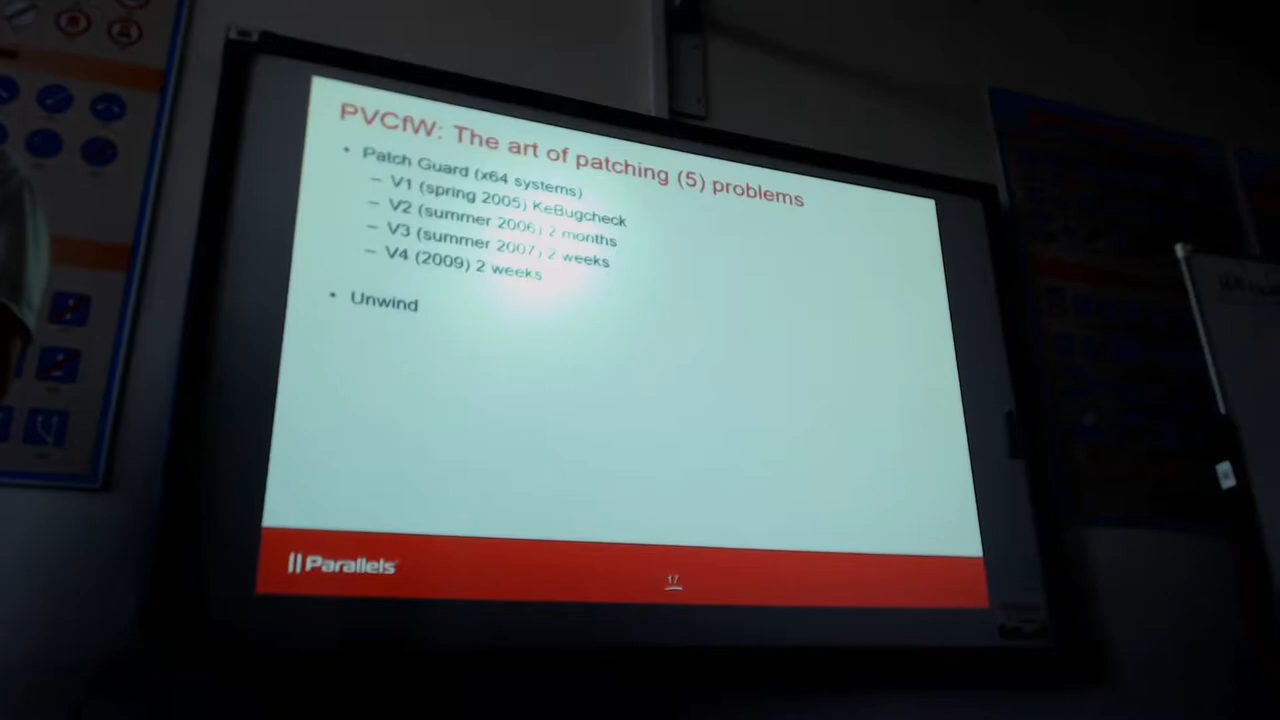 PVCfW: The art of patching (5) problems
• Patch Guard (x64 systems)
– V1 (spring 2005) KeBugcheck
– V2 (summer 2006) 2 months
– V3 (summer 2007) 2 weeks
– V4 (2009) 2 weeks
• Unwind
Parallels
17